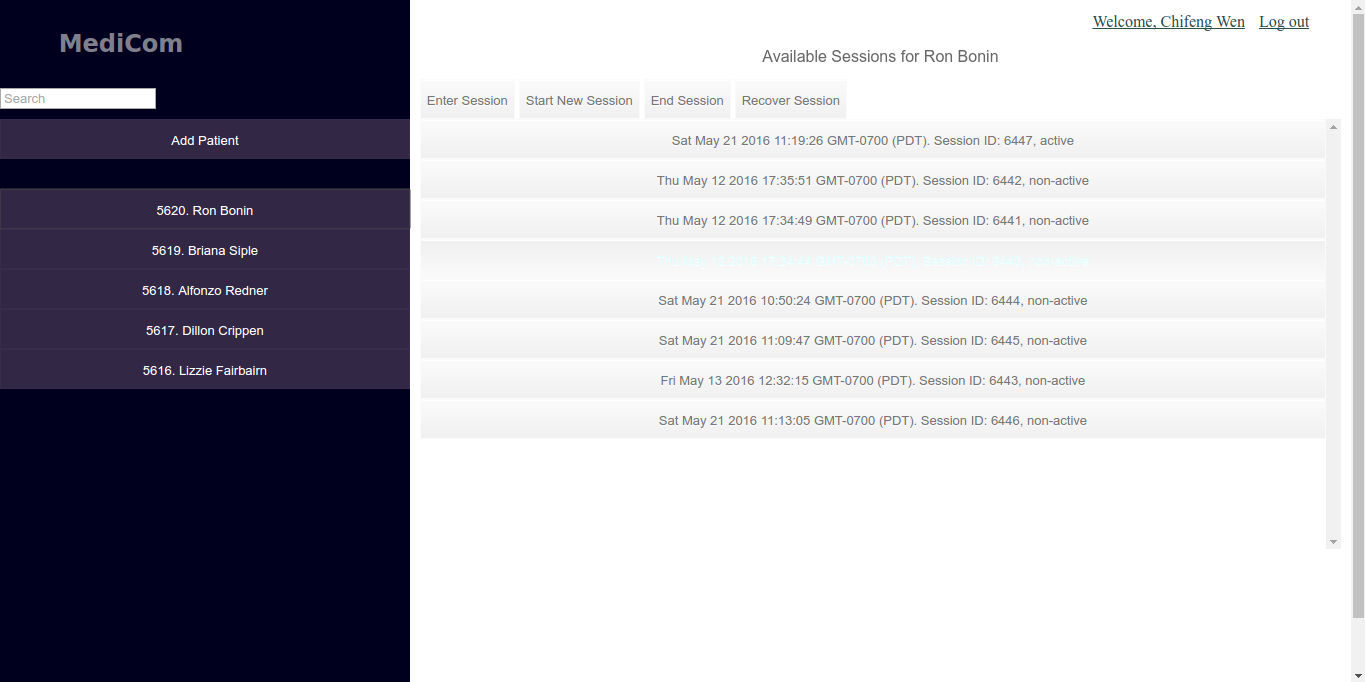 MediCom
Search
Add Patient
5620. Ron Bonin
5619. Briana Siple
5618. Alfonzo Redner
5617. Dillon Crippen
5616. Lizzie Fairbairn
Welcome, Chifeng Wen Log out
Available Sessions for Ron Bonin
Enter Session Start New Session End Session Recover Session
Sat May 21 2016 11:19:26 GMT-0700 (PDT). Session ID: 6447, active
Thu May 12 2016 17:35:51 GMT-0700 (PDT). Session ID: 6442, non-active
Thu May 12 2016 17:34:49 GMT-0700 (PDT). Session ID: 6441, non-active
Sat May 21 2016 10:50:24 GMT-0700 (PDT). Session ID: 6444, non-active
Sat May 21 2016 11:09:47 GMT-0700 (PDT). Session ID: 6445, non-active
Fri May 13 2016 12:32:15 GMT-0700 (PDT). Session ID: 6443, non-active
Sat May 21 2016 11:13:05 GMT-0700 (PDT). Session ID: 6446, non-active